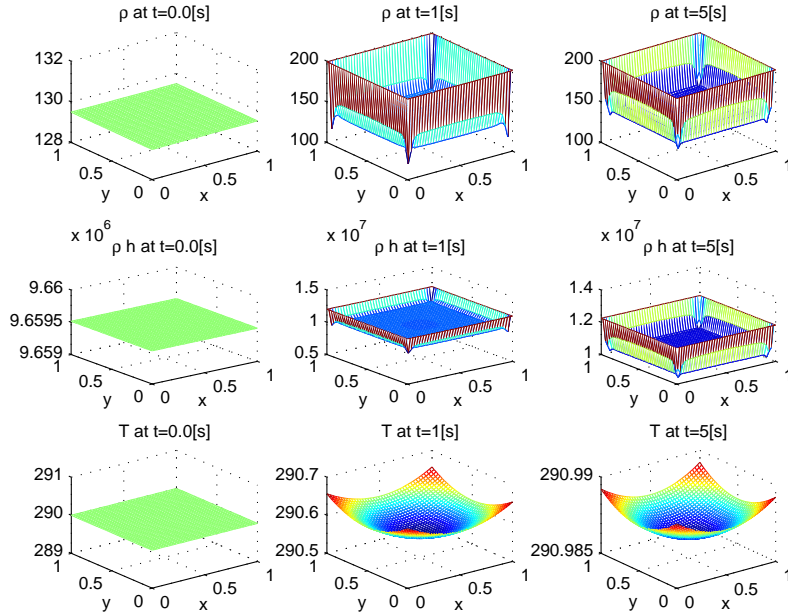 ρ at t=0.0[s] ρ at t=1[s] ρ at t=5[s]
132 200 200
130 150 150
128 100 100
1 1 1
0.5 1 0.5 1 0.5 1
y 0 0 0.5 x y 0 0 0.5 x y 0 0 0.5 x
x 10^6 x 10^7 x 10^7
ρ h at t=0.0[s] ρ h at t=1[s] ρ h at t=5[s]
9.66 1.5 1.4
9.6595 1 1.2
9.659 0.5 1
1 1 1
0.5 1 0.5 1 0.5 1
y 0 0 0.5 x y 0 0 0.5 x y 0 0 0.5 x
T at t=0.0[s] T at t=1[s] T at t=5[s]
291 290.7 290.99
290 290.6
289 290.5 290.985
1 1 1
0.5 1 0.5 1 0.5 1
y 0 0 0.5 x y 0 0 0.5 x y 0 0 0.5 x